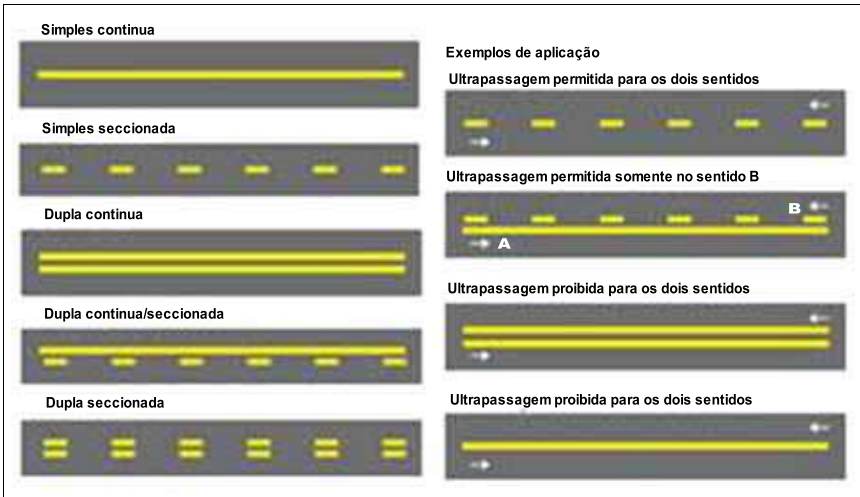 Simples continua
Simples seccionada
Dupla continua
Dupla continua/seccionada
Dupla seccionada
Exemplos de aplicação
Ultrapassagem permitida para os dois sentidos
Ultrapassagem permitida somente no sentido B
B
A
Ultrapassagem proibida para os dois sentidos
Ultrapassagem proibida para os dois sentidos